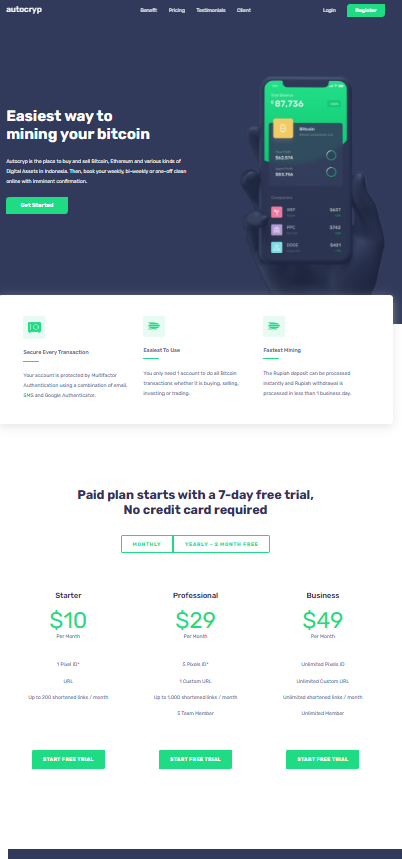 autocryp
Benefit Pricing Testimonials Client Login Register
Easiest way to
mining your bitcoin
Autocryp is the place to buy and sell Bitcoin, Ethereum and various kinds of
Digital Assets in Indonesia. Then, book your weekly, bi-weekly or one-off clean
online with imminent confirmation.
Get Started
$87,736
Bitcoin
$62,574
$637
$742
$401
Secure Every Transaction
Your account is protected by Multifactor
Authentication using a combination of email,
SMS and Google Authenticator.
Easiest To Use
You only need 1 account to do all Bitcoin
transactions whether it is buying, selling,
investing or trading.
Fastest Mining
The Rupiah deposit can be processed
instantly and Rupiah withdrawal is
processed in less than 1 business day.
Paid plan starts with a 7-day free trial,
No credit card required
MONTHLY
YEARLY - 2 MONTH FREE
Starter
$10
Per Month
1 Pixel ID*
URL
Up to 200 shortened links / month
START FREE TRIAL
Professional
$29
Per Month
5 Pixels ID*
1 Custom URL
Up to 1,000 shortened links / month
3 Team Member
START FREE TRIAL
Business
$49
Per Month
Unlimited Pixels ID
Unlimited Custom URL
Unlimited shortened links / month
Unlimited Member
START FREE TRIAL